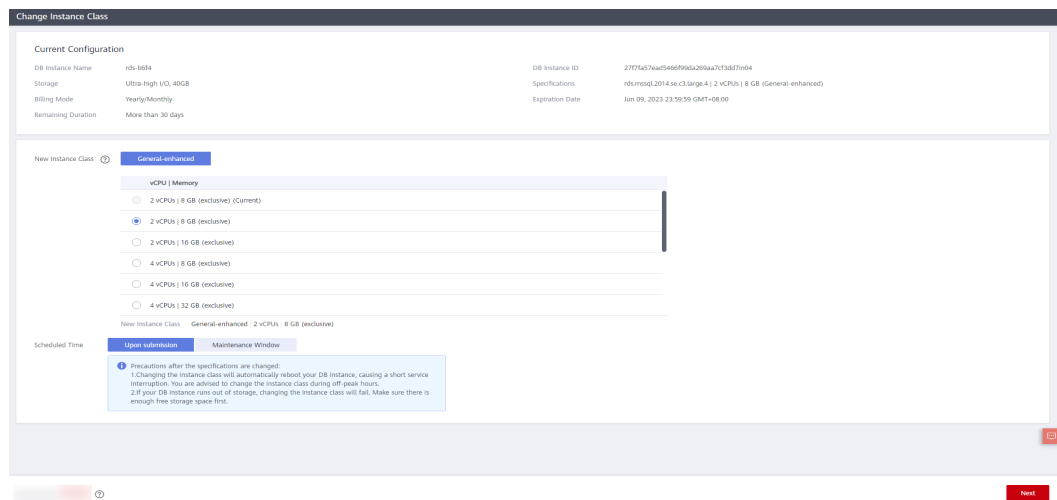 Change Instance Class
Current Configuration
DB Instance Name rds-b6f4 DB Instance ID 27f7fa57ead5466f99da269aa7cf3dd7in04
Storage Ultra-high I/O, 40GB Specifications rds.mssql.2014.se.c3.large.4 | 2 vCPUs | 8 GB (General-enhanced)
Billing Mode Yearly/Monthly Expiration Date Jun 09, 2023 23:59:59 GMT+08:00
Remaining Duration More than 30 days
New Instance Class General-enhanced
vCPU | Memory
2 vCPUs | 8 GB (exclusive) (Current)
2 vCPUs | 8 GB (exclusive)
2 vCPUs | 16 GB (exclusive)
4 vCPUs | 8 GB (exclusive)
4 vCPUs | 16 GB (exclusive)
4 vCPUs | 32 GB (exclusive)
New Instance Class General-enhanced | 2 vCPUs | 8 GB (exclusive)
Scheduled Time Upon submission Maintenance Window
Precautions after the specifications are changed:
1.Changing the instance class will automatically reboot your DB instance, causing a short service
interruption. You are advised to change the instance class during off-peak hours.
2.If your DB instance runs out of storage, changing the instance class will fail. Make sure there is
enough free storage space first.
Next